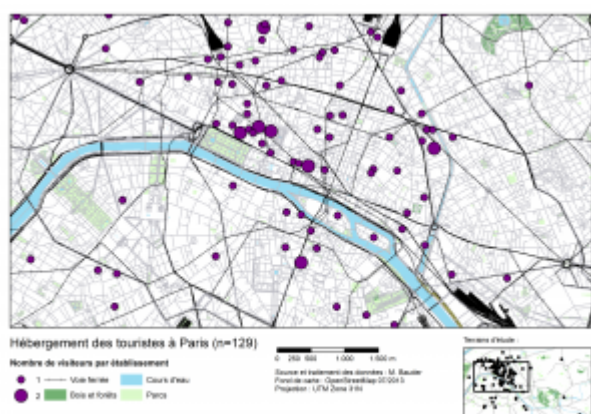 Hébergement des touristes à Paris (n=129)
Nombre de visiteurs par établissement
1 Voie ferrée Cours d'eau
2 Bois et forêts Parcs
0 250 500 1 000 1 500 m
Source et traitement des données : M. Bauder
Fond de carte : OpenStreetMap
Projection : UTM Zone 31N
Terrains d'étude :